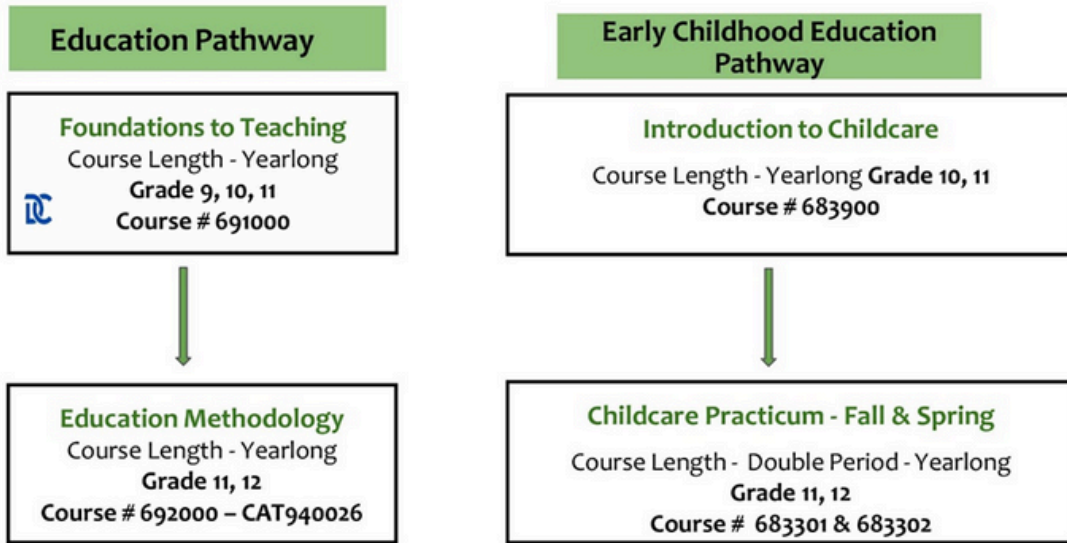 Education Pathway
Foundations to Teaching
Course Length - Yearlong
Grade 9, 10, 11
DC
Course # 691000
Education Methodology
Course Length - Yearlong
Grade 11, 12
Course # 692000 – CAT940026
Early Childhood Education
Pathway
Introduction to Childcare
Course Length - Yearlong Grade 10, 11
Course # 683900
Childcare Practicum - Fall & Spring
Course Length - Double Period - Yearlong
Grade 11, 12
Course # 683301 & 683302